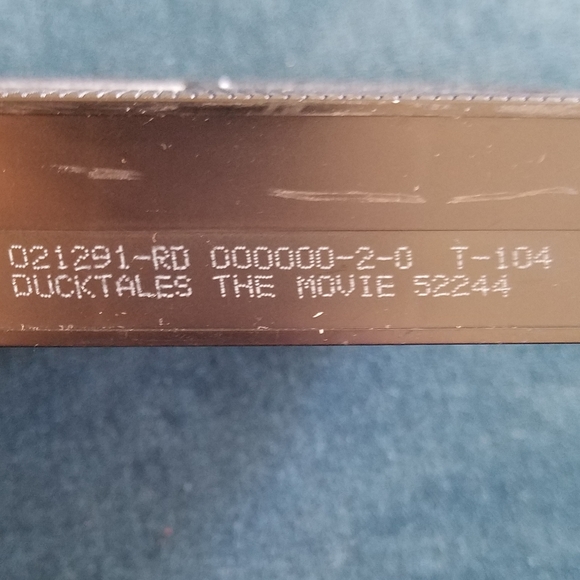 021291-RD 000000-2-0 T-104
DUCKTALES THE MOVIE 52244